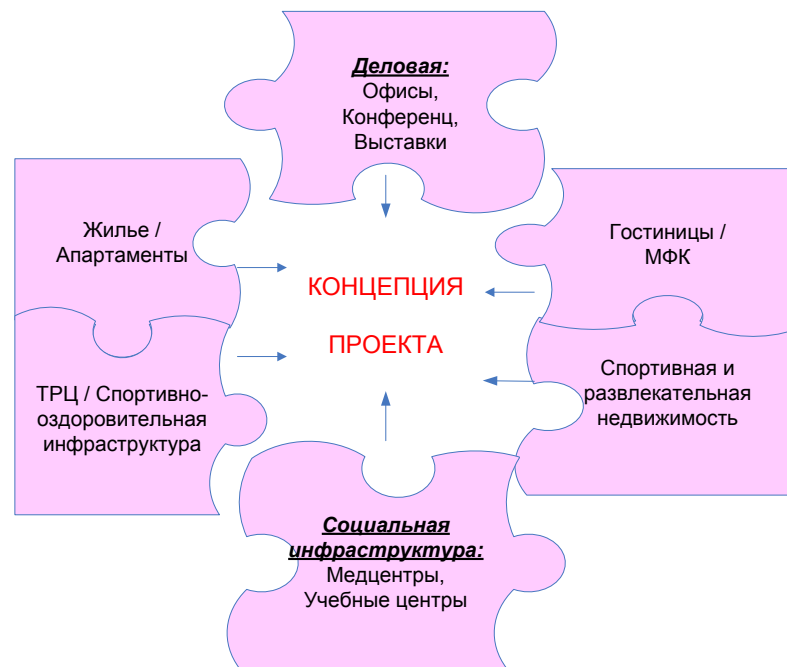 Деловая:
Офисы,
Конференц,
Выставки
Жилье /
Апартаменты
Гостиницы /
МФК
КОНЦЕПЦИЯ
ПРОЕКТА
ТРЦ / Спортивно-
оздоровительная
инфраструктура
Спортивная и
развлекательная
недвижимость
Социальная
инфраструктура:
Медцентры,
Учебные центры